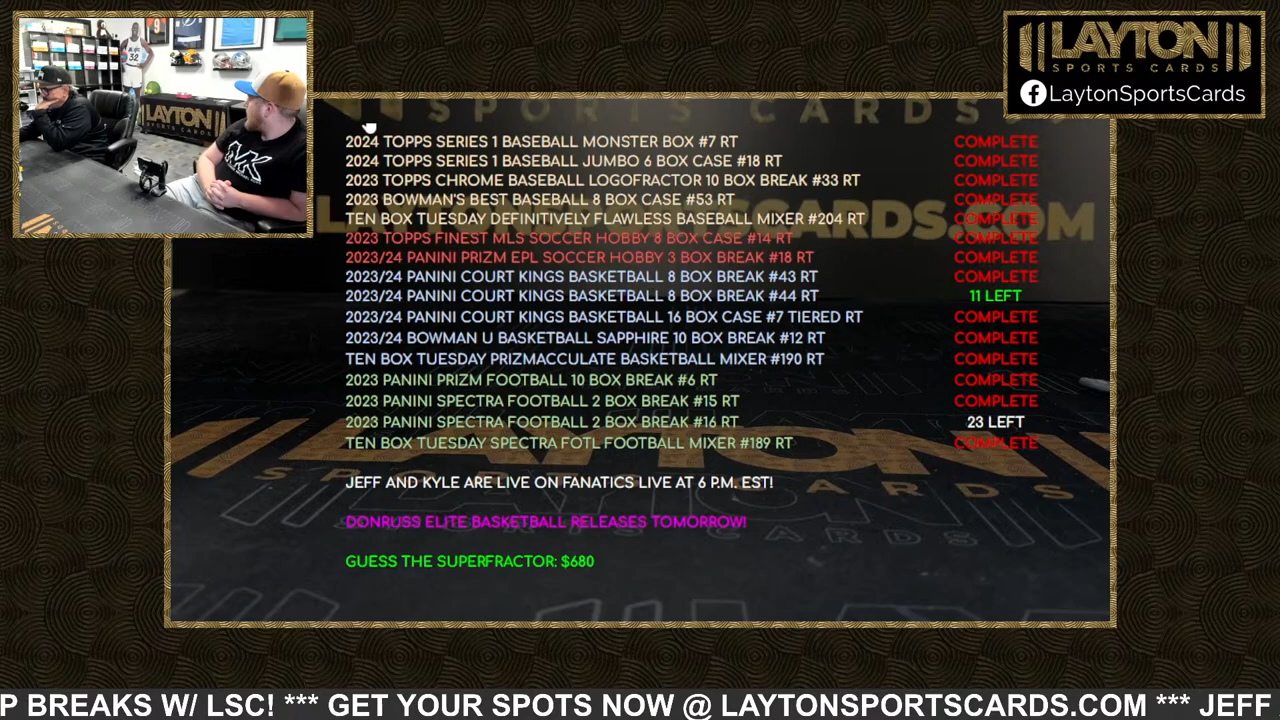 LAYTON
SPORTS CARDS
LaytonSportsCards
SPORTS CARDS
2024 TOPPS SERIES 1 BASEBALL MONSTER BOX #7 RT COMPLETE
2024 TOPPS SERIES 1 BASEBALL JUMBO 6 BOX CASE #18 RT COMPLETE
2023 TOPPS CHROME BASEBALL LOGOFRACTOR 10 BOX BREAK #33 RT COMPLETE
2023 BOWMAN'S BEST BASEBALL 8 BOX CASE #53 RT COMPLETE
TEN BOX TUESDAY DEFINITIVELY FLAWLESS BASEBALL MIXER #204 RT COMPLETE
2023 TOPPS FINEST MLS SOCCER HOBBY 8 BOX CASE #14 RT COMPLETE
2023/24 PANINI PRIZM EPL SOCCER HOBBY 3 BOX BREAK #18 RT COMPLETE
2023/24 PANINI COURT KINGS BASKETBALL 8 BOX BREAK #43 RT COMPLETE
2023/24 PANINI COURT KINGS BASKETBALL 8 BOX BREAK #44 RT 11 LEFT
2023/24 PANINI COURT KINGS BASKETBALL 16 BOX CASE #7 TIERED RT COMPLETE
2023/24 BOWMAN U BASKETBALL SAPPHIRE 10 BOX BREAK #12 RT COMPLETE
TEN BOX TUESDAY PRIZMACCULATE BASKETBALL MIXER #190 RT COMPLETE
2023 PANINI PRIZM FOOTBALL 10 BOX BREAK #6 RT COMPLETE
2023 PANINI SPECTRA FOOTBALL 2 BOX BREAK #15 RT COMPLETE
2023 PANINI SPECTRA FOOTBALL 2 BOX BREAK #16 RT 23 LEFT
TEN BOX TUESDAY SPECTRA FOTL FOOTBALL MIXER #189 RT COMPLETE
JEFF AND KYLE ARE LIVE ON FANATICS LIVE AT 6 P.M. EST!
DONRUSS ELITE BASKETBALL RELEASES TOMORROW!
GUESS THE SUPERFRACTOR: $680
P BREAKS W/ LSC! *** GET YOUR SPOTS NOW @ LAYTONSPORTSCARDS.COM *** JEFF